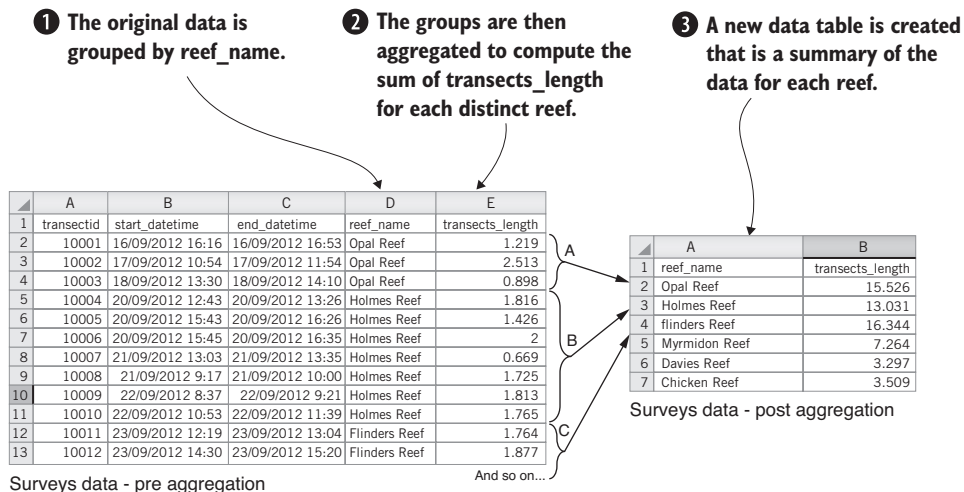 1 The original data is
grouped by reef_name.
2 The groups are then
aggregated to compute the
sum of transects_length
for each distinct reef.
3 A new data table is created
that is a summary of the
data for each reef.
A B C D E
1 transectid start_datetime end_datetime reef_name transects_length
2 10001 16/09/2012 16:16 16/09/2012 16:53 Opal Reef 1.219
3 10002 17/09/2012 10:54 17/09/2012 11:54 Opal Reef 2.513
4 10003 18/09/2012 13:30 18/09/2012 14:10 Opal Reef 0.898
5 10004 20/09/2012 12:43 20/09/2012 13:26 Holmes Reef 1.816
6 10005 20/09/2012 15:43 20/09/2012 16:26 Holmes Reef 1.426
7 10006 20/09/2012 15:45 20/09/2012 16:35 Holmes Reef 2
8 10007 21/09/2012 13:03 21/09/2012 13:35 Holmes Reef 0.669
9 10008 21/09/2012 9:17 21/09/2012 10:00 Holmes Reef 1.725
10 10009 22/09/2012 8:37 22/09/2012 9:21 Holmes Reef 1.813
11 10010 22/09/2012 10:53 22/09/2012 11:39 Holmes Reef 1.765
12 10011 23/09/2012 12:19 23/09/2012 13:04 Flinders Reef 1.764
13 10012 23/09/2012 14:30 23/09/2012 15:20 Flinders Reef 1.877
Surveys data - pre aggregation
And so on...
A
B
C
A B
1 reef_name transects_length
2 Opal Reef 15.526
3 Holmes Reef 13.031
4 flinders Reef 16.344
5 Myrmidon Reef 7.264
6 Davies Reef 3.297
7 Chicken Reef 3.509
Surveys data - post aggregation